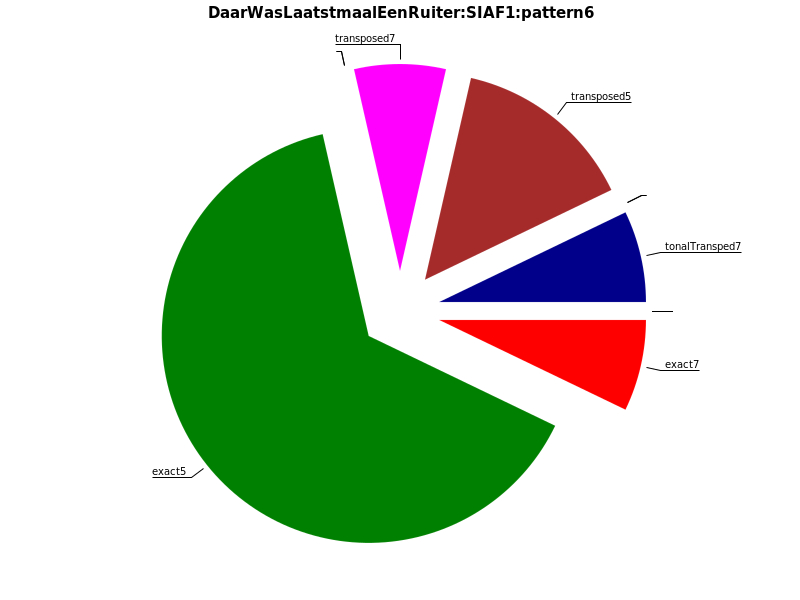 DaarWasLaatstmaalEenRuiter:SIAF1:pattern6
transposed7
transposed5
tonalTransped7
exact7
exact5